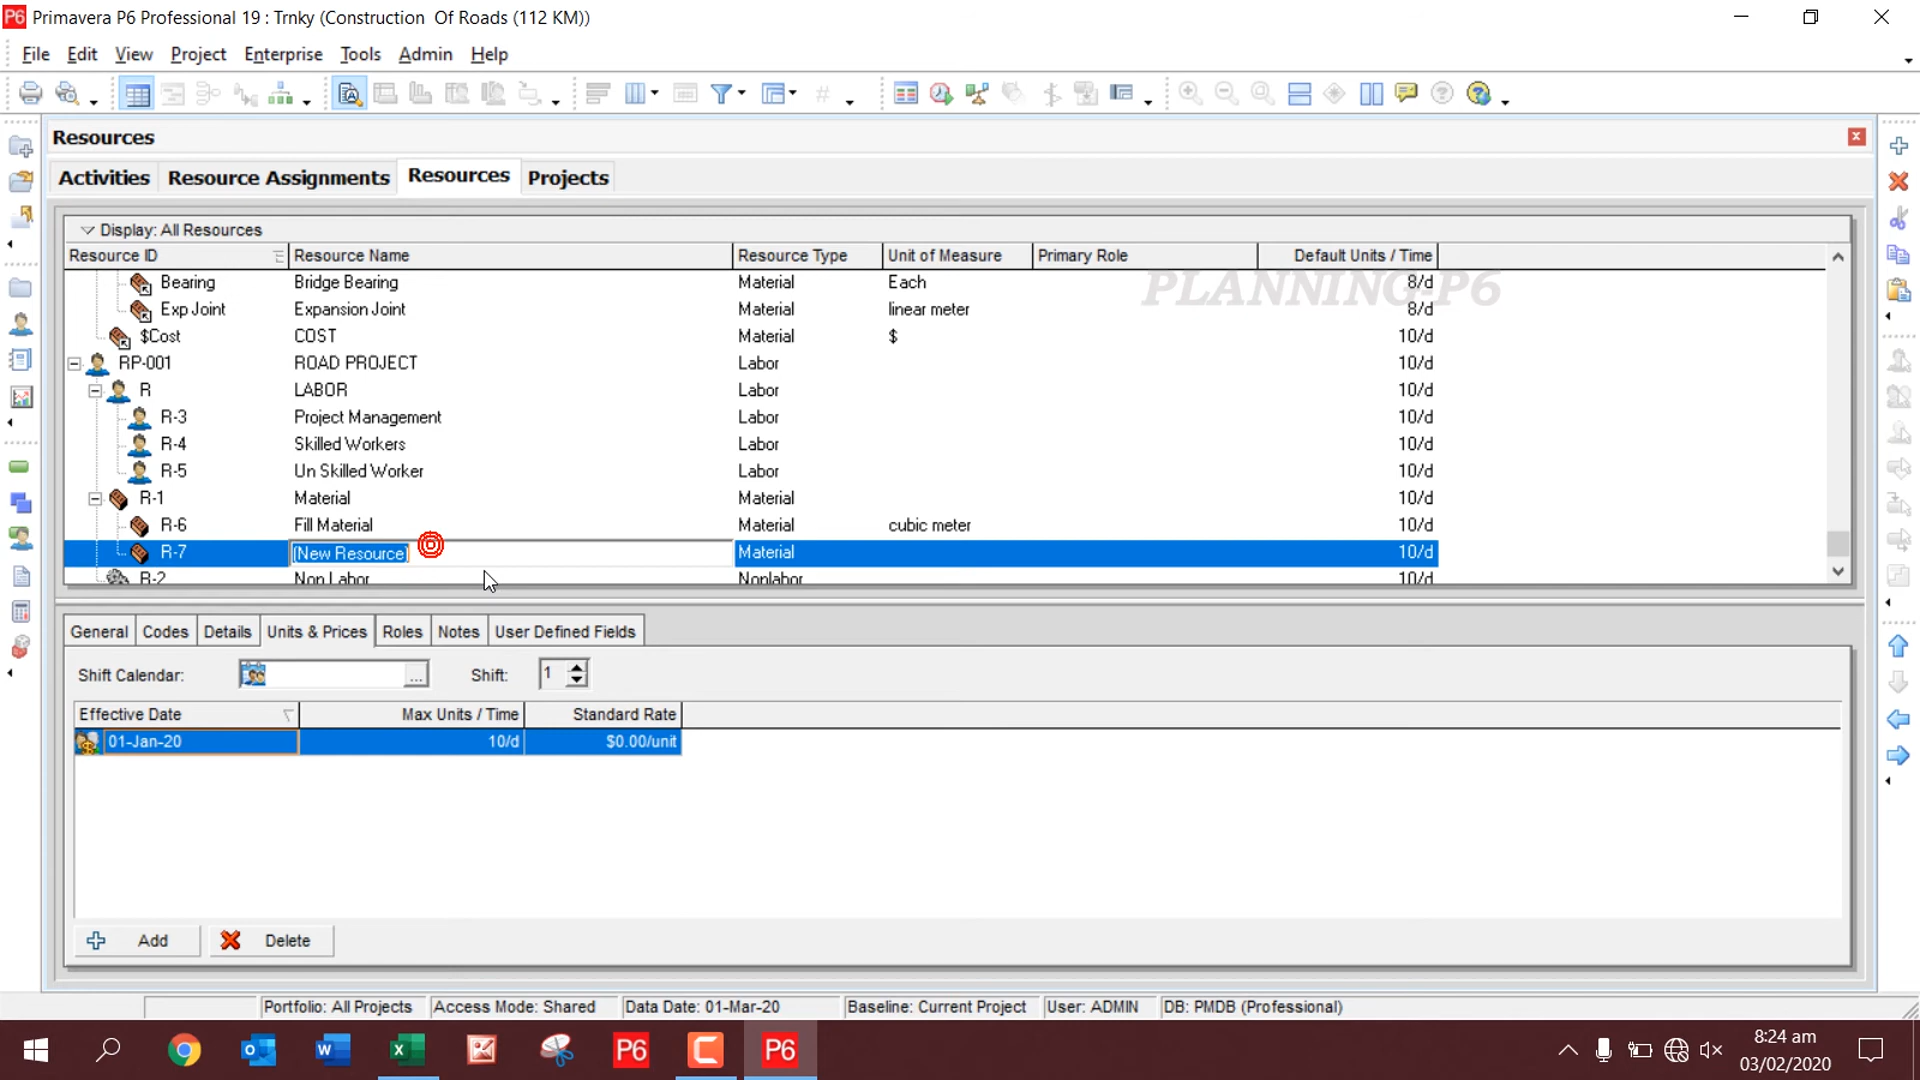 Primavera P6 Professional 19 : Trnky (Construction  Of Roads (112 KM))
File Edit View Project Enterprise Tools Admin Help
Resources
Activities Resource Assignments Resources Projects
Display: All Resources
Resource ID Resource Name Resource Type Unit of Measure Primary Role Default Units / Time
Bearing Bridge Bearing Material Each 8/d
PLANNING-P6
Exp Joint Expansion Joint Material linear meter 8/d
$Cost COST Material $ 10/d
RP-001 ROAD PROJECT Labor 10/d
R LABOR Labor 10/d
R-3 Project Management Labor 10/d
R-4 Skilled Workers Labor 10/d
R-5 Un Skilled Worker Labor 10/d
R-1 Material Material 10/d
R-6 Fill Material Material cubic meter 10/d
R-7 (New Resource) Material 10/d
R-2 Non Labor Nonlabor 10/d
General Codes Details Units & Prices Roles Notes User Defined Fields
Shift Calendar: ... Shift: 1
Effective Date Max Units / Time Standard Rate
01-Jan-20 10/d $0.00/unit
Add Delete
Portfolio: All Projects Access Mode: Shared Data Date: 01-Mar-20 Baseline: Current Project User: ADMIN DB: PMDB (Professional)
8:24 am
03/02/2020